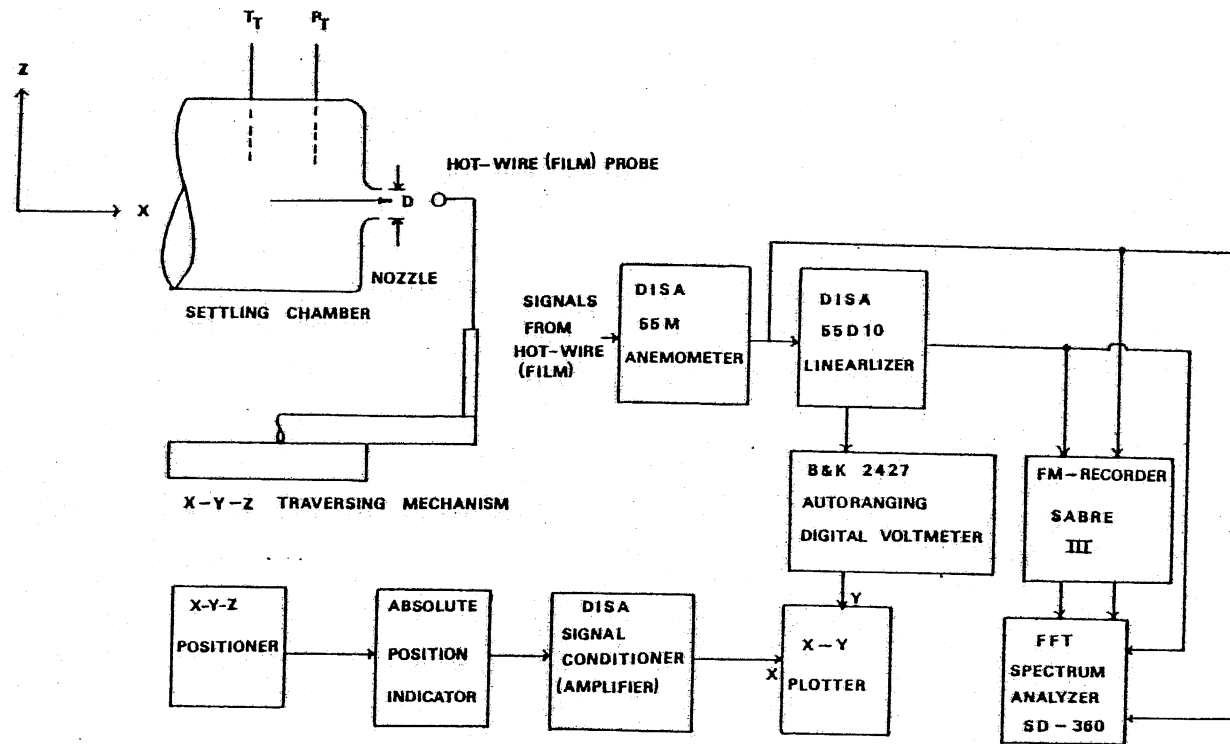 T_T P_T
Z
X
HOT-WIRE (FILM) PROBE
D
NOZZLE
SETTLING CHAMBER
X-Y-Z TRAVERSING MECHANISM
SIGNALS
FROM
HOT-WIRE
(FILM)
DISA
55M
ANEMOMETER
DISA
55D10
LINEARLIZER
B&K 2427
AUTORANGING
DIGITAL VOLTMETER
FM-RECORDER
SABRE
III
X-Y-Z
POSITIONER
ABSOLUTE
POSITION
INDICATOR
DISA
SIGNAL
CONDITIONER
(AMPLIFIER)
Y
X
X-Y
PLOTTER
FFT
SPECTRUM
ANALYZER
SD-360